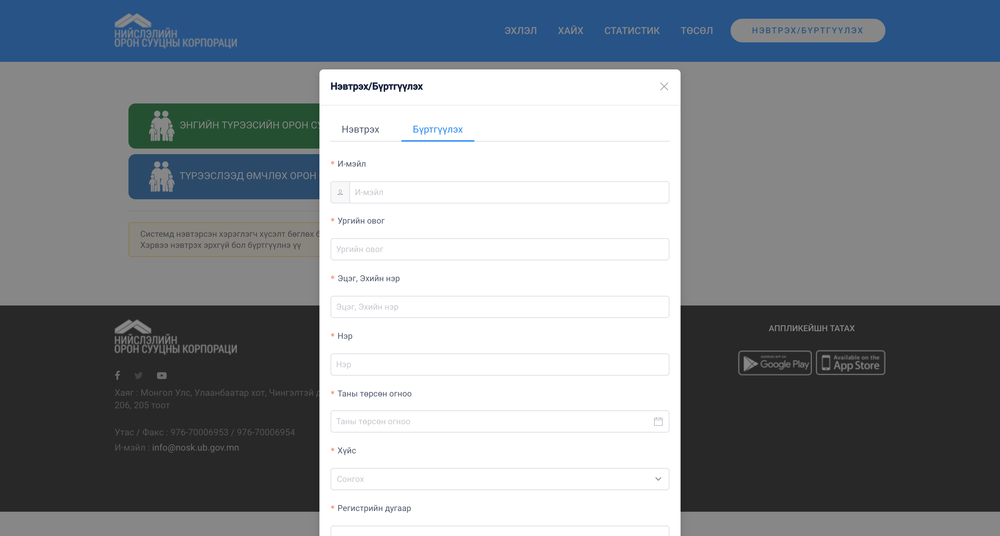 НИЙСЛЭЛИЙН
ОРОН СУУЦНЫ КОРПОРАЦИ
ЭХЛЭЛ ХАЙХ СТАТИСТИК ТӨСӨЛ НЭВТРЭХ/БҮРТГҮҮЛЭХ
Нэвтрэх/Бүртгүүлэх
Нэвтрэх Бүртгүүлэх
* И-мэйл
И-мэйл
* Ургийн овог
Ургийн овог
* Эцэг, Эхийн нэр
Эцэг, Эхийн нэр
* Нэр
Нэр
* Таны төрсөн огноо
Таны төрсөн огноо
* Хүйс
Сонгох
* Регистрийн дугаар
ЭНГИЙН ТҮРЭЭСИЙН ОРОН
ТҮРЭЭСЛЭЭД ӨМЧЛӨХ ОРОН
Системд нэвтэрсэн хэрэглэгч хүсэлт бөглөх
Хэрвээ нэвтрэх эрхгүй бол бүртгүүлнэ үү
НИЙСЛЭЛИЙН
ОРОН СУУЦНЫ КОРПОРАЦИ
Хаяг : Монгол Улс, Улаанбаатар хот, Чингэлтэй
206, 205 тоот
Утас / Факс : 976-70006953 / 976-70006954
И-мэйл : info@nosk.ub.gov.mn
АППЛИКЕЙШН ТАТАХ
ANDROID APP ON
Google Play
Available on the
App Store